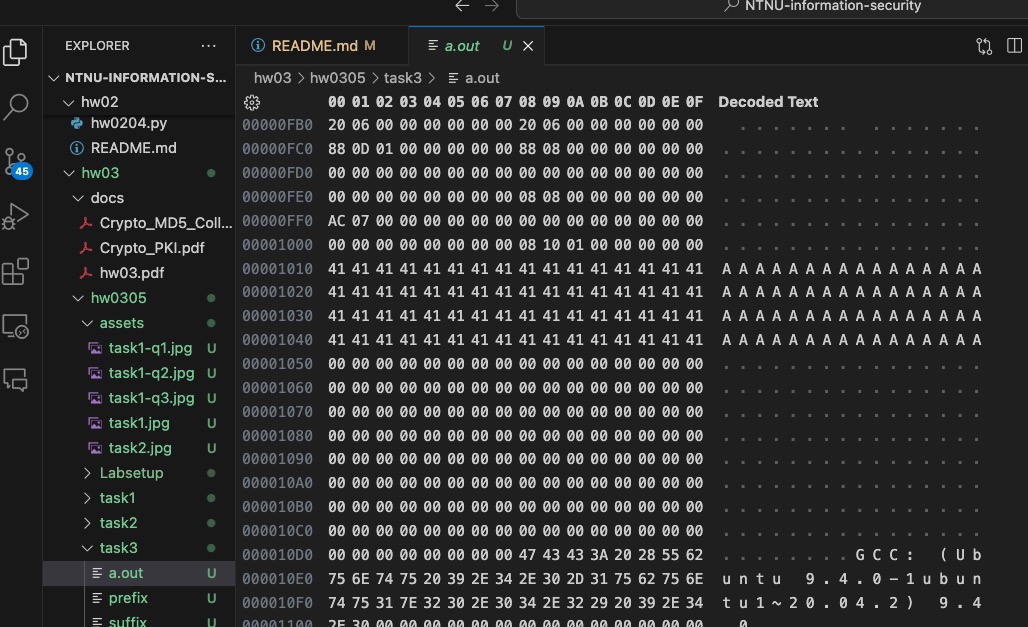 NTNU-information-security
EXPLORER
README.md M
a.out U
NTNU-INFORMATION-S...
hw02
hw0204.py
README.md
hw03
docs
Crypto_MD5_Coll...
Crypto_PKI.pdf
hw03.pdf
hw0305
assets
task1-q1.jpg U
task1-q2.jpg U
task1-q3.jpg U
task1.jpg U
task2.jpg U
Labsetup
task1
task2
task3
a.out U
prefix U
suffix U
45
hw03 > hw0305 > task3 > a.out
00 01 02 03 04 05 06 07 08 09 0A 0B 0C 0D 0E 0F Decoded Text
00000FB0 20 06 00 00 00 00 00 00 20 06 00 00 00 00 00 00 . . . . . . . . . . . . . .
00000FC0 88 0D 01 00 00 00 00 00 88 08 00 00 00 00 00 00 . . . . . . . . . . . . . . . .
00000FD0 00 00 00 00 00 00 00 00 00 00 00 00 00 00 00 00 . . . . . . . . . . . . . . . .
00000FE0 00 00 00 00 00 00 00 00 08 08 00 00 00 00 00 00 . . . . . . . . . . . . . . . .
00000FF0 AC 07 00 00 00 00 00 00 00 00 00 00 00 00 00 00 . . . . . . . . . . . . . . . .
00001000 00 00 00 00 00 00 00 00 08 10 01 00 00 00 00 00 . . . . . . . . . . . . . . . .
00001010 41 41 41 41 41 41 41 41 41 41 41 41 41 41 41 41 A A A A A A A A A A A A A A A A
00001020 41 41 41 41 41 41 41 41 41 41 41 41 41 41 41 41 A A A A A A A A A A A A A A A A
00001030 41 41 41 41 41 41 41 41 41 41 41 41 41 41 41 41 A A A A A A A A A A A A A A A A
00001040 41 41 41 41 41 41 41 41 41 41 41 41 41 41 41 41 A A A A A A A A A A A A A A A A
00001050 00 00 00 00 00 00 00 00 00 00 00 00 00 00 00 00 . . . . . . . . . . . . . . . .
00001060 00 00 00 00 00 00 00 00 00 00 00 00 00 00 00 00 . . . . . . . . . . . . . . . .
00001070 00 00 00 00 00 00 00 00 00 00 00 00 00 00 00 00 . . . . . . . . . . . . . . . .
00001080 00 00 00 00 00 00 00 00 00 00 00 00 00 00 00 00 . . . . . . . . . . . . . . . .
00001090 00 00 00 00 00 00 00 00 00 00 00 00 00 00 00 00 . . . . . . . . . . . . . . . .
000010A0 00 00 00 00 00 00 00 00 00 00 00 00 00 00 00 00 . . . . . . . . . . . . . . . .
000010B0 00 00 00 00 00 00 00 00 00 00 00 00 00 00 00 00 . . . . . . . . . . . . . . . .
000010C0 00 00 00 00 00 00 00 00 00 00 00 00 00 00 00 00 . . . . . . . . . . . . . . . .
000010D0 00 00 00 00 00 00 00 00 47 43 43 3A 20 28 55 62 . . . . . . . . G C C : ( U b
000010E0 75 6E 74 75 20 39 2E 34 2E 30 2D 31 75 62 75 6E u n t u 9 . 4 . 0 - 1 u b u n
000010F0 74 75 31 7E 32 30 2E 30 34 2E 32 29 20 39 2E 34 t u 1 ~ 2 0 . 0 4 . 2 ) 9 . 4
00001100 2E 30 00 00 00 00 00 00 00 00 00 00 00 00 00 00 . 0